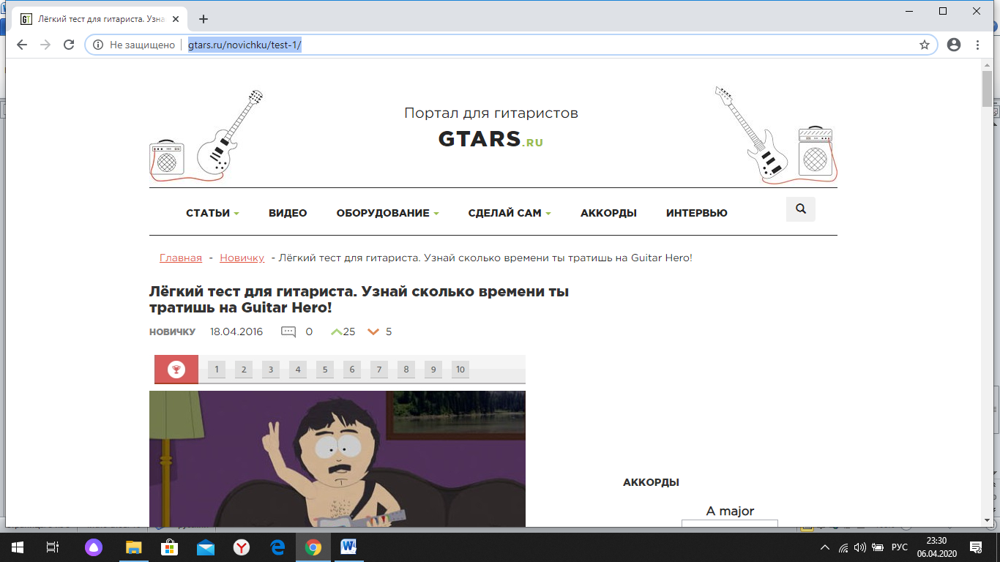 Лёгкий тест для гитариста. Узна
Не защищено
gtars.ru/novichku/test-1/
Портал для гитаристов
GTARS.RU
СТАТЬИ ВИДЕО ОБОРУДОВАНИЕ СДЕЛАЙ САМ АККОРДЫ ИНТЕРВЬЮ
Главная - Новичку - Лёгкий тест для гитариста. Узнай сколько времени ты тратишь на Guitar Hero!
Лёгкий тест для гитариста. Узнай сколько времени ты
тратишь на Guitar Hero!
НОВИЧКУ 18.04.2016 0 25 5
1 2 3 4 5 6 7 8 9 10
АККОРДЫ
A major
РУС
23:30
06.04.2020